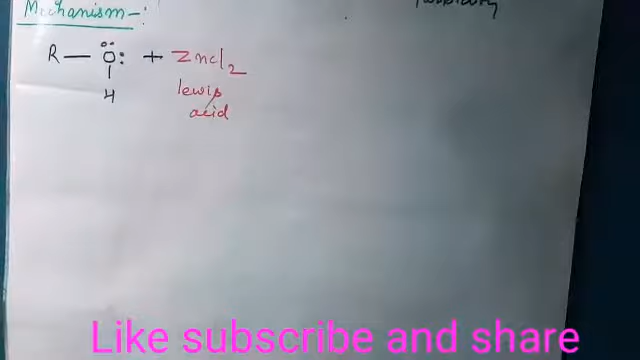 Mechanism -:
R — Ö: + ZnCl2
H
lewis
acid
Like subscribe and share